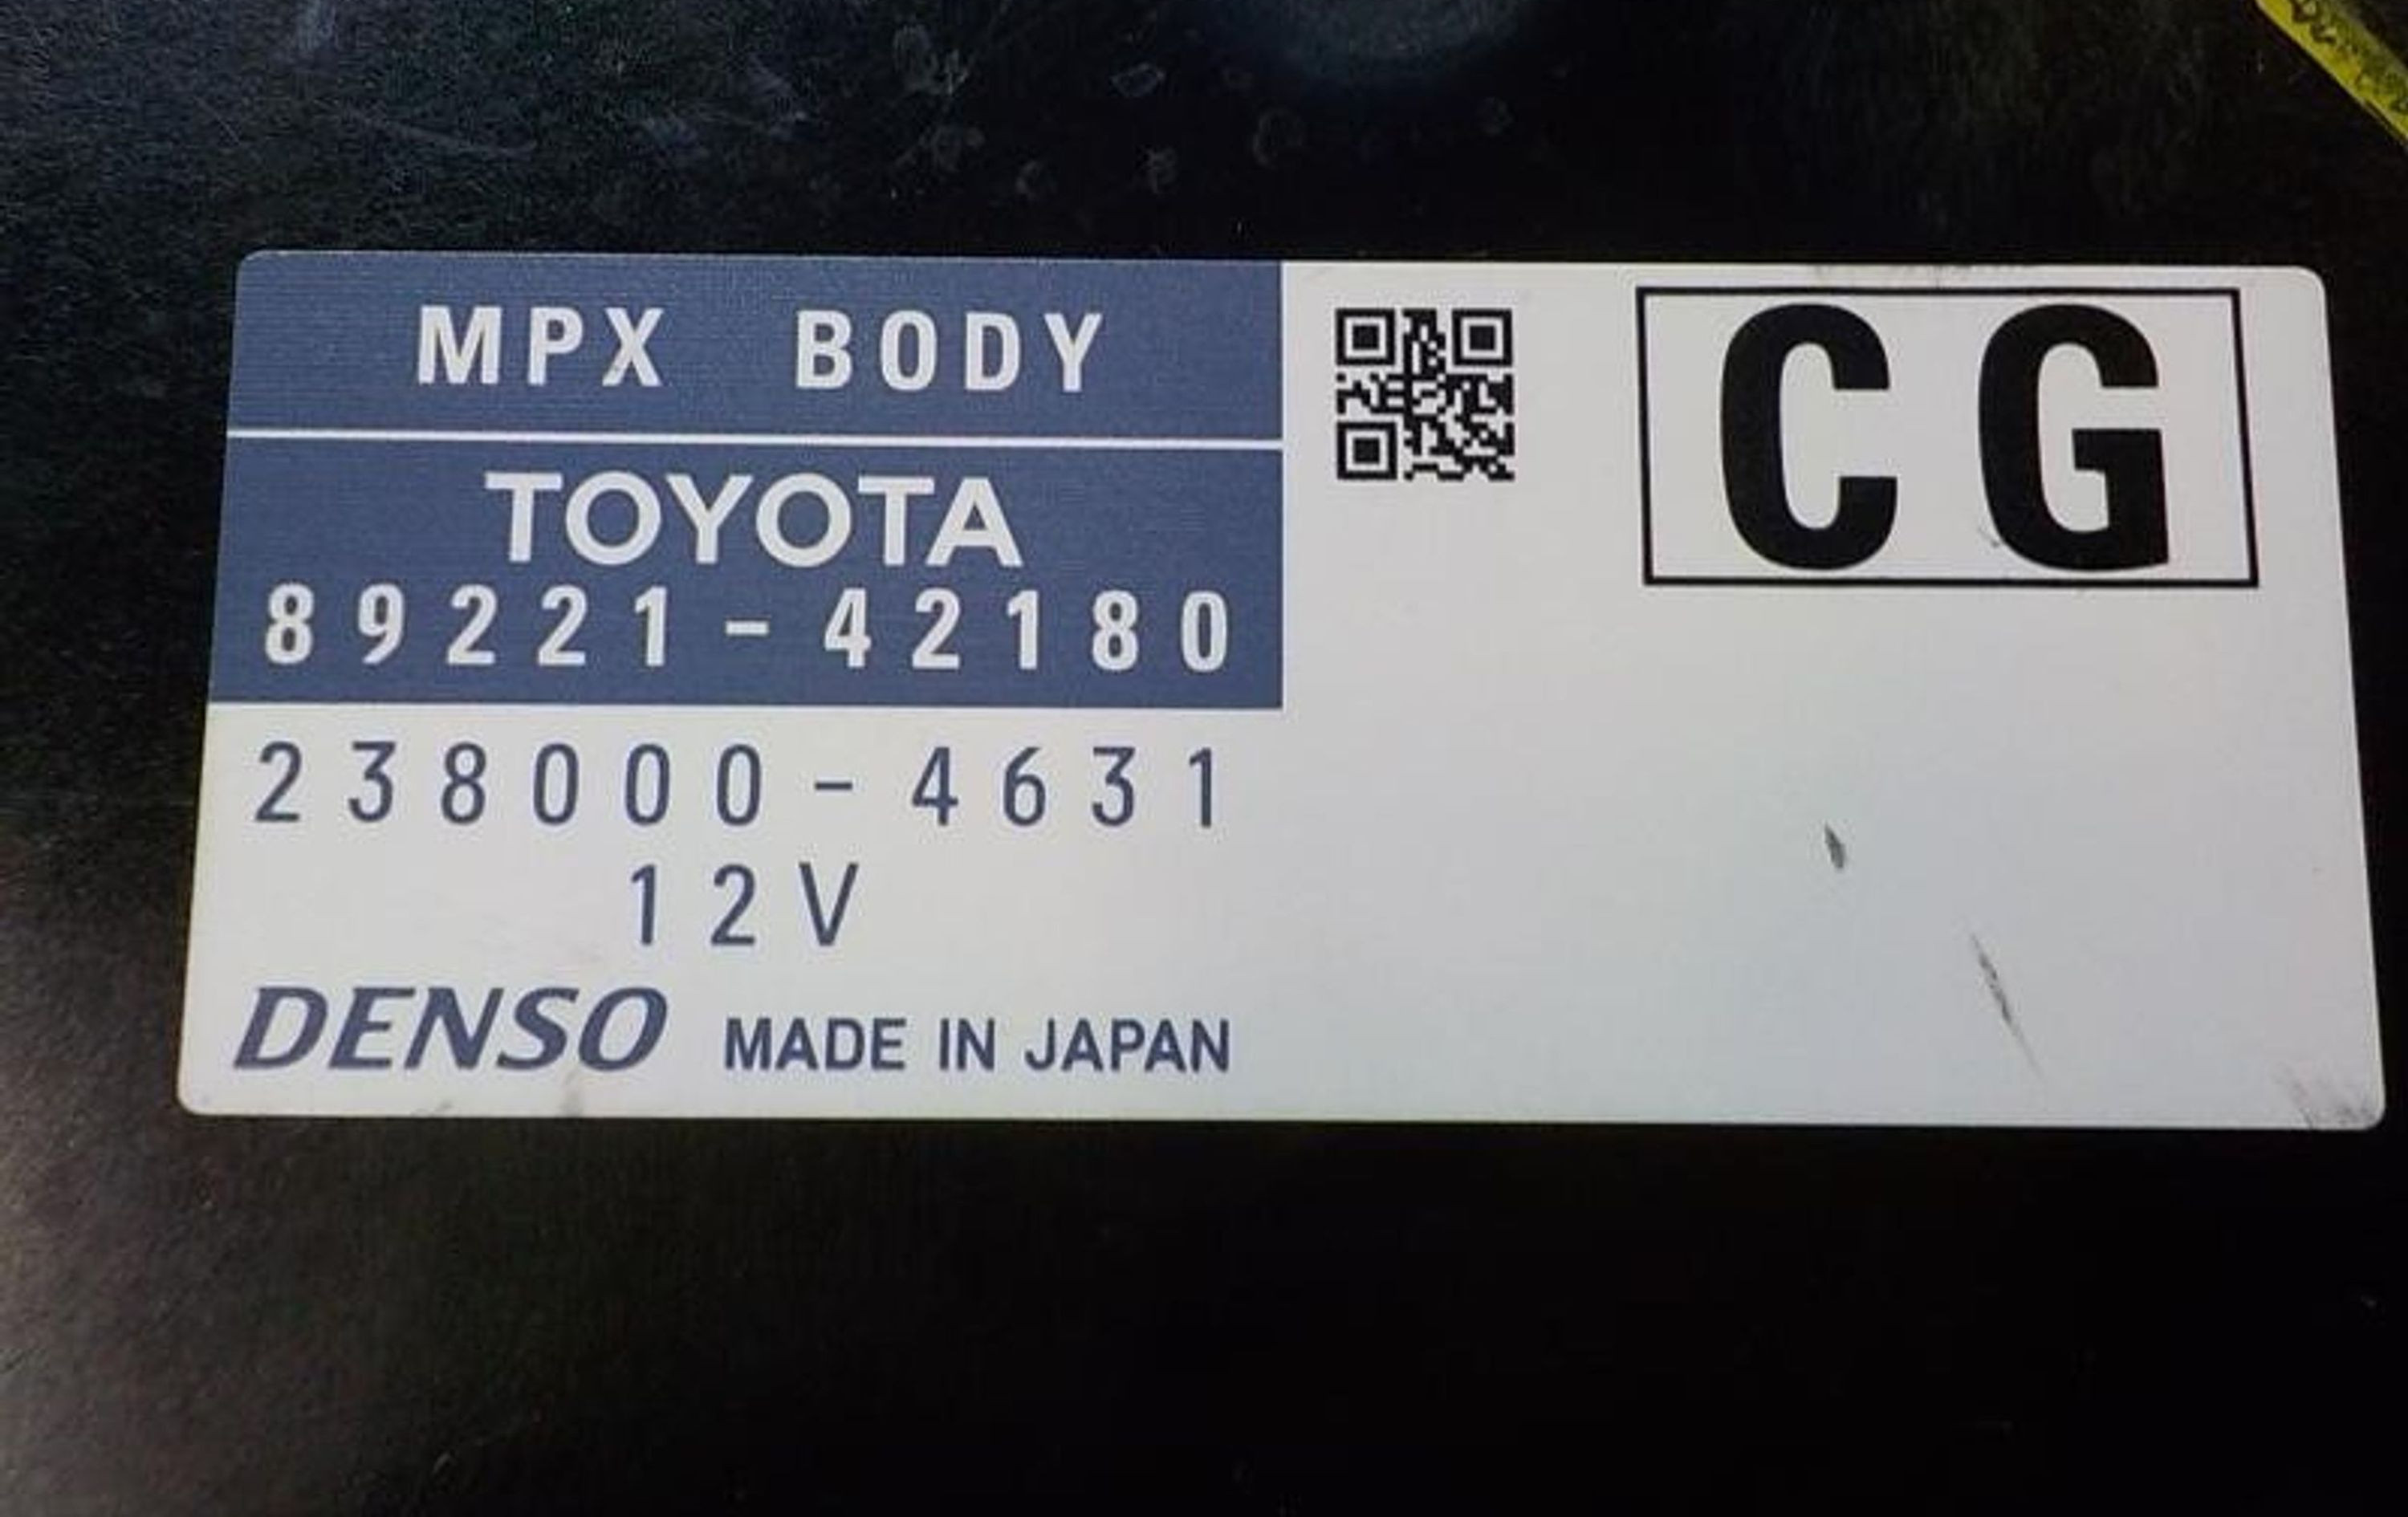 MPX BODY
TOYOTA
89221-42180
238000-4631
12V
DENSO MADE IN JAPAN
CG